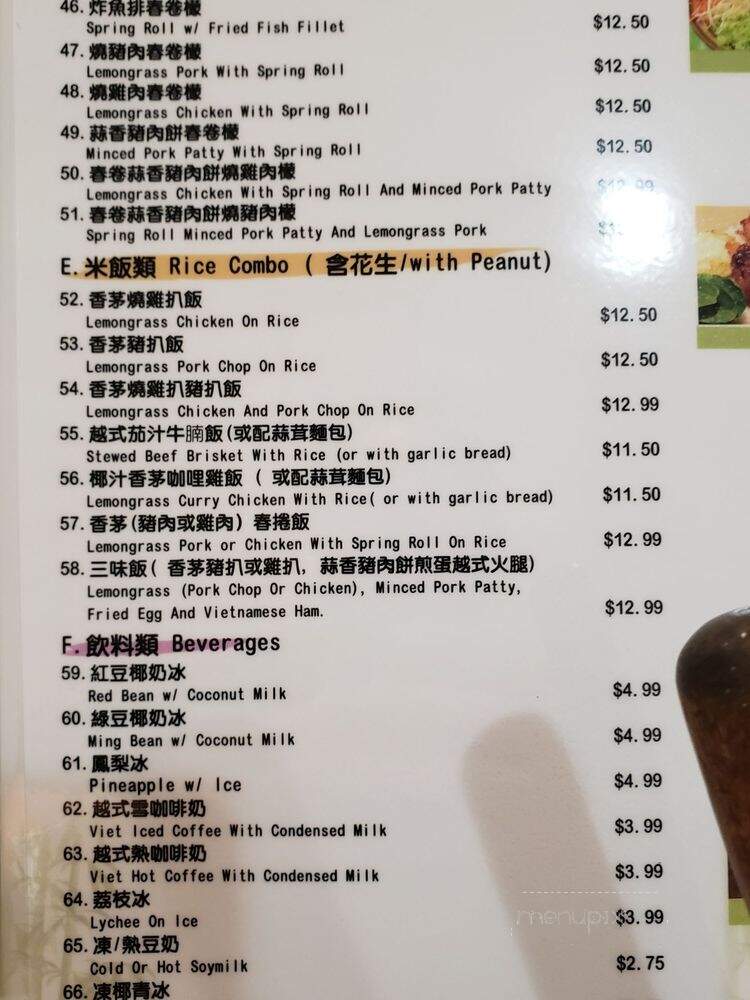 46. 炸魚排春卷檬
Spring Roll w/ Fried Fish Fillet $12.50
47. 燒豬肉春卷檬
Lemongrass Pork With Spring Roll $12.50
48. 燒雞肉春卷檬
Lemongrass Chicken With Spring Roll $12.50
49. 蒜香豬肉餅春卷檬
Minced Pork Patty With Spring Roll $12.50
50. 春卷蒜香豬肉餅燒雞肉檬
Lemongrass Chicken With Spring Roll And Minced Pork Patty $12.99
51. 春卷蒜香豬肉餅燒豬肉檬
Spring Roll Minced Pork Patty And Lemongrass Pork
E. 米飯類 Rice Combo ( 含花生/with Peanut)
52. 香茅燒雞扒飯
Lemongrass Chicken On Rice $12.50
53. 香茅豬扒飯
Lemongrass Pork Chop On Rice $12.50
54. 香茅燒雞扒豬扒飯
Lemongrass Chicken And Pork Chop On Rice $12.99
55. 越式茄汁牛腩飯(或配蒜茸麵包)
Stewed Beef Brisket With Rice (or with garlic bread) $11.50
56. 椰汁香茅咖哩雞飯 ( 或配蒜茸麵包)
Lemongrass Curry Chicken With Rice( or with garlic bread) $11.50
57. 香茅(豬肉或雞肉) 春捲飯
Lemongrass Pork or Chicken With Spring Roll On Rice $12.99
58. 三味飯( 香茅豬扒或雞扒, 蒜香豬肉餅煎蛋越式火腿)
Lemongrass (Pork Chop Or Chicken), Minced Pork Patty,
Fried Egg And Vietnamese Ham. $12.99
F. 飲料類 Beverages
59. 紅豆椰奶冰
Red Bean w/ Coconut Milk $4.99
60. 綠豆椰奶冰
Ming Bean w/ Coconut Milk $4.99
61. 鳳梨冰
Pineapple w/ Ice $4.99
62. 越式雪咖啡奶
Viet Iced Coffee With Condensed Milk $3.99
63. 越式熱咖啡奶
Viet Hot Coffee With Condensed Milk $3.99
64. 荔枝冰
Lychee On Ice $3.99
65. 凍/熱豆奶
Cold Or Hot Soymilk $2.75
66. 凍椰青冰